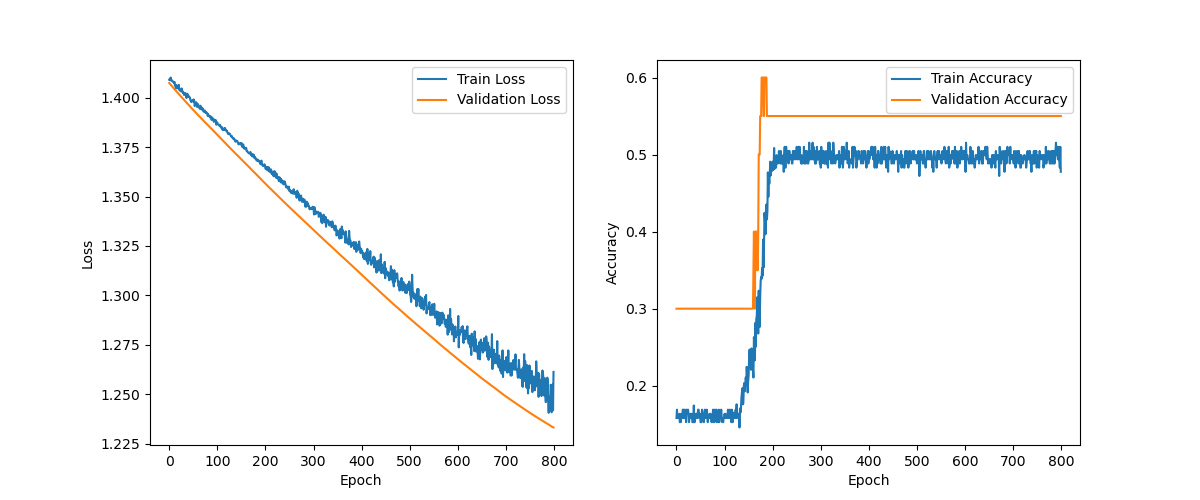 Train Loss
Validation Loss
1.400
1.375
1.350
1.325
1.300
1.275
1.250
1.225
Loss
0 100 200 300 400 500 600 700 800
Epoch
Train Accuracy
Validation Accuracy
0.6
0.5
0.4
0.3
0.2
Accuracy
0 100 200 300 400 500 600 700 800
Epoch